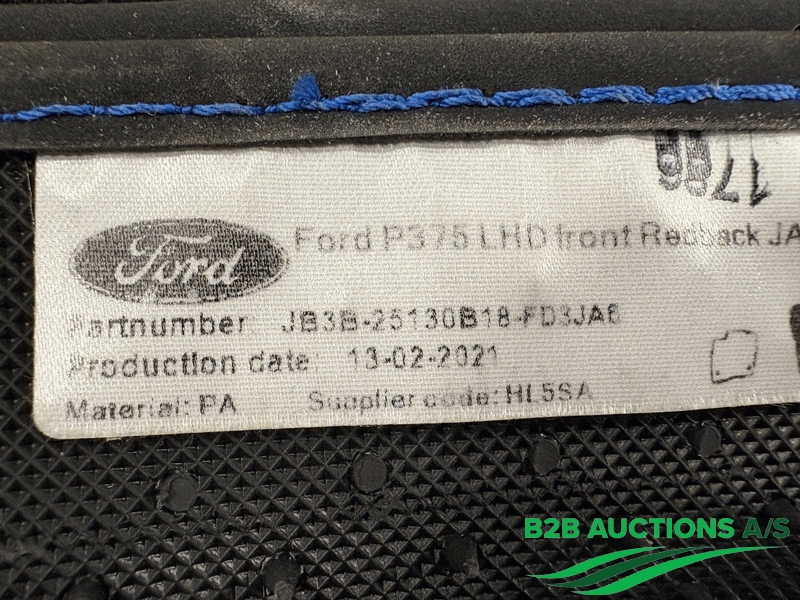 Ford
Ford P375 LHD front Redback JA
Partnumber: JB3B-25130B18-FD3JA6
Production date: 13-02-2021
Material: PA Supplier code: HL5SA
B2B AUCTIONS A/S